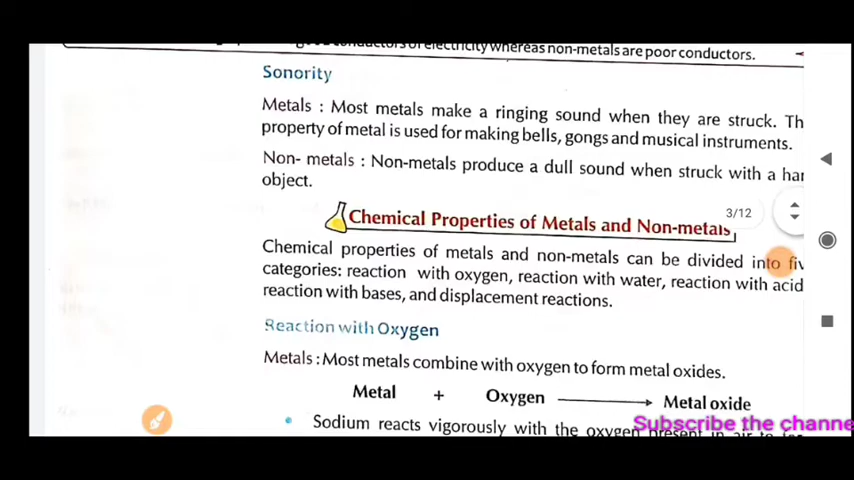 good conductors of electricity whereas non-metals are poor conductors.
Sonority
Metals : Most metals make a ringing sound when they are struck. Th
property of metal is used for making bells, gongs and musical instruments.
Non- metals : Non-metals produce a dull sound when struck with a har
object.
3/12
Chemical Properties of Metals and Non-metals
Chemical properties of metals and non-metals can be divided into fiv
categories: reaction with oxygen, reaction with water, reaction with acid
reaction with bases, and displacement reactions.
Reaction with Oxygen
Metals : Most metals combine with oxygen to form metal oxides.
Metal + Oxygen → Metal oxide
Sodium reacts vigorously with the oxygen present in air to
Subscribe the channe